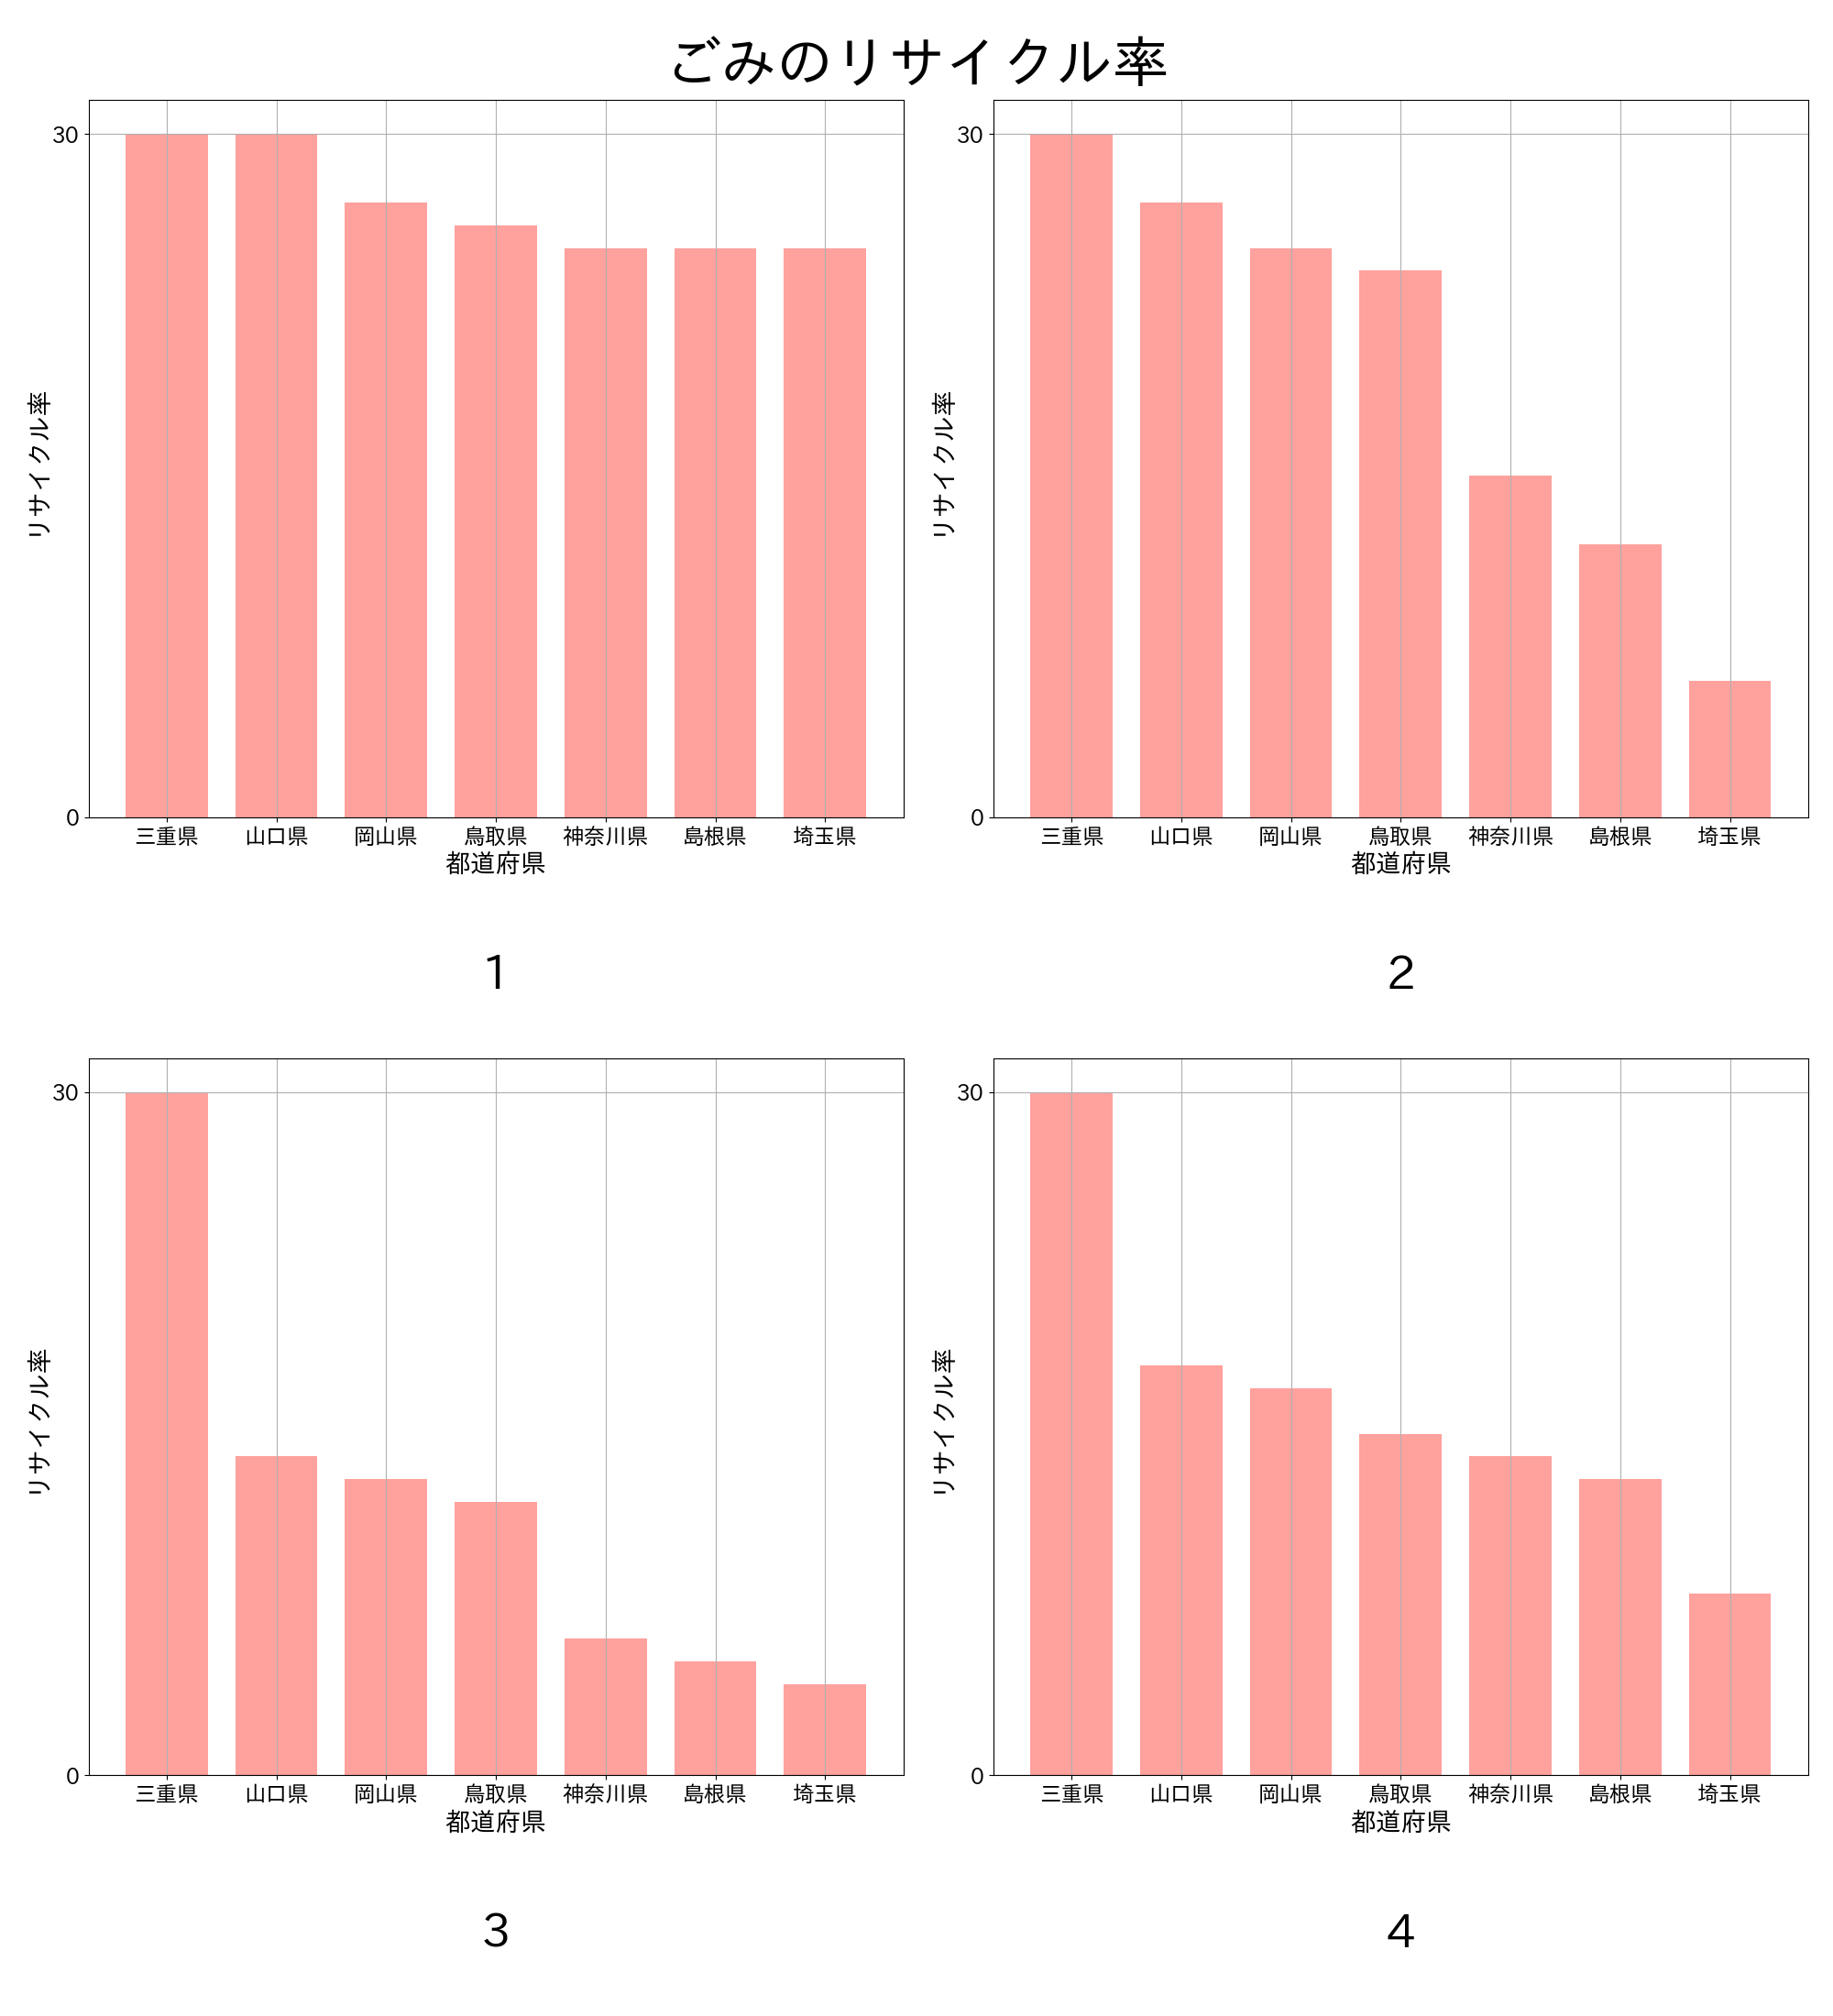 ごみのリサイクル率
リサイクル率
30
0
三重県 山口県 岡山県 鳥取県 神奈川県 島根県 埼玉県
都道府県
1
リサイクル率
30
0
三重県 山口県 岡山県 鳥取県 神奈川県 島根県 埼玉県
都道府県
2
リサイクル率
30
0
三重県 山口県 岡山県 鳥取県 神奈川県 島根県 埼玉県
都道府県
3
リサイクル率
30
0
三重県 山口県 岡山県 鳥取県 神奈川県 島根県 埼玉県
都道府県
4